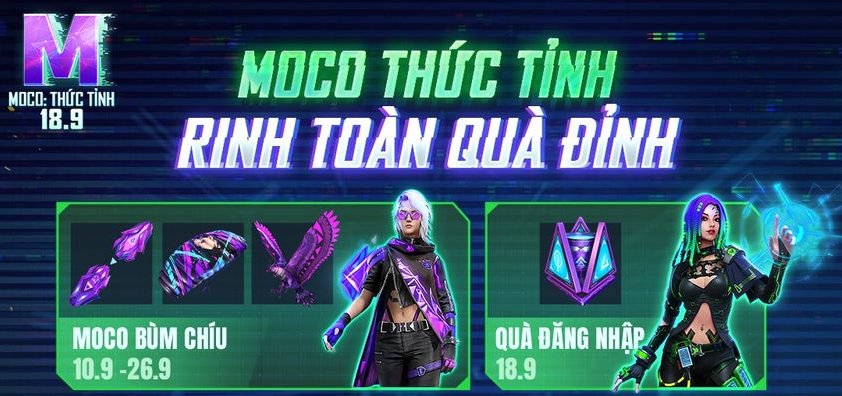 M
MOCO: THỨC TỈNH
18.9
MOCO THỨC TỈNH
RINH TOÀN QUÀ ĐỈNH
MOCO BÙM CHÍU
10.9 -26.9
QUÀ ĐĂNG NHẬP
18.9